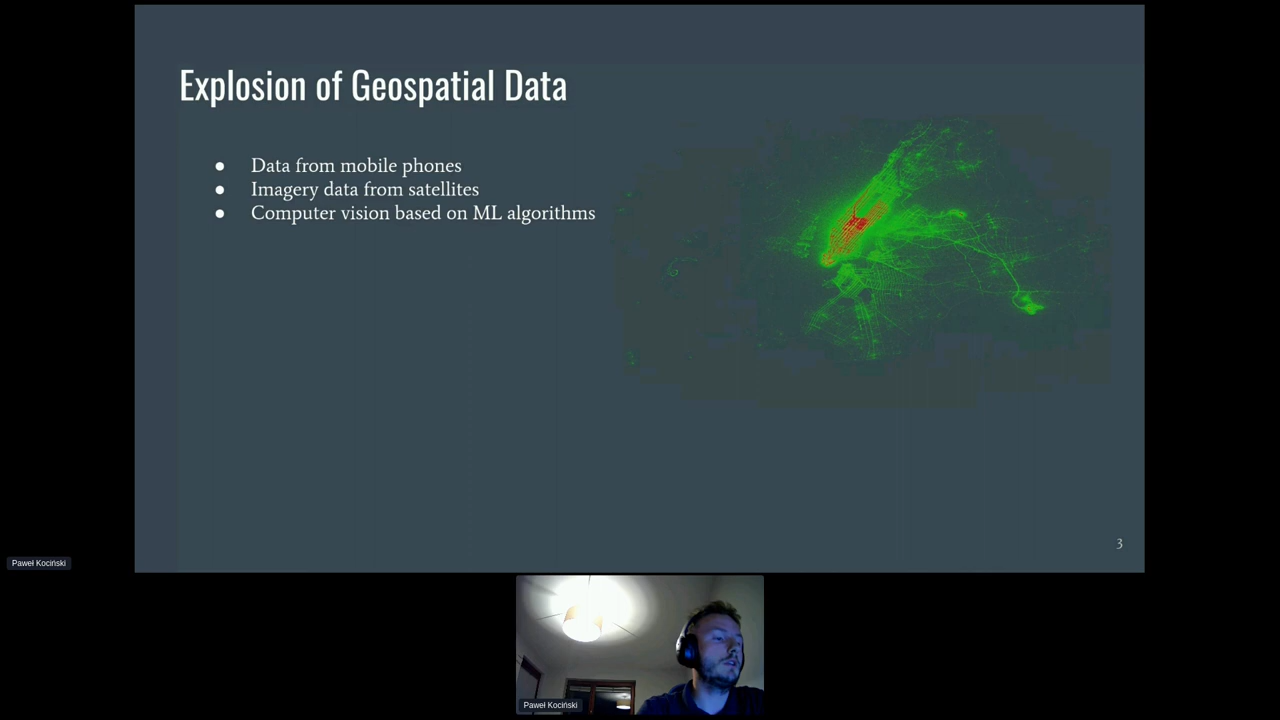 Explosion of Geospatial Data
● Data from mobile phones
● Imagery data from satellites
● Computer vision based on ML algorithms
3
Paweł Kociński
Paweł Kociński